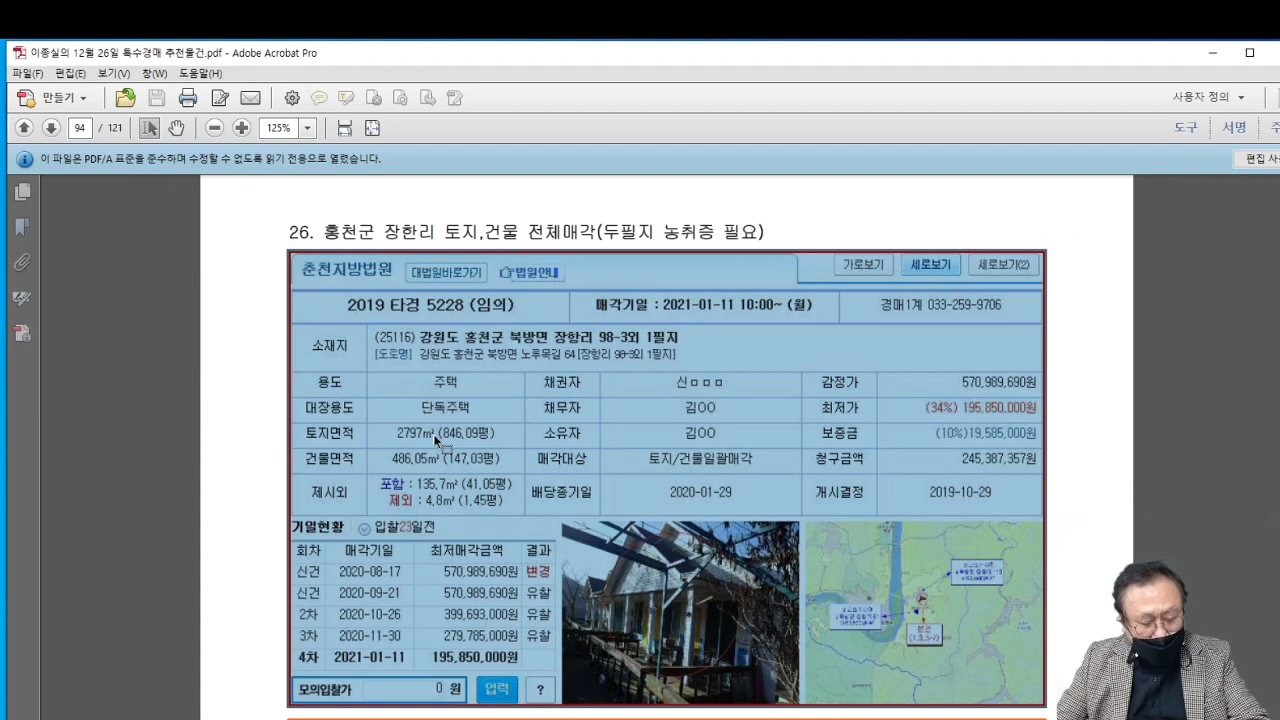 이종실의 12월 26일 특수경매 추천물건.pdf - Adobe Acrobat Pro
파일(F) 편집(E) 보기(V) 창(W) 도움말(H)
만들기 사용자 정의
94 / 121 125% 도구 서명
이 파일은 PDF/A 표준을 준수하며 수정할 수 없도록 읽기 전용으로 열렸습니다. 편집 사
26. 홍천군 장한리 토지,건물 전체매각(두필지 농취증 필요)
춘천지방법원 대법원바로가기 법원안내 가로보기 세로보기 세로보기(2)
2019 타경 5228 (임의) 매각기일 : 2021-01-11 10:00~ (월) 경매1계 033-259-9706
소재지 (25116) 강원도 홍천군 북방면 장항리 98-3외 1필지
[도로명] 강원도 홍천군 북방면 노후목길 64 [장항리 98-3외 1필지]
용도 주택 채권자 신ㅁㅁㅁ 감정가 570,989,690원
대장용도 단독주택 채무자 김OO 최저가 (34%) 195,850,000원
토지면적 2797㎡ (846.09평) 소유자 김OO 보증금 (10%)19,585,000원
건물면적 486.05㎡ (147.03평) 매각대상 토지/건물일괄매각 청구금액 245,387,357원
제시외 포함 : 135.7㎡ (41.05평) 배당종기일 2020-01-29 개시결정 2019-10-29
제외 : 4.8㎡ (1.45평)
기일현황 입찰23일전
회차 매각기일 최저매각금액 결과
신건 2020-08-17 570,989,690원 변경
신건 2020-09-21 570,989,690원 유찰
2차 2020-10-26 399,693,000원 유찰
3차 2020-11-30 279,785,000원 유찰
4차 2021-01-11 195,850,000원
모의입찰가 0 원 입력 ?